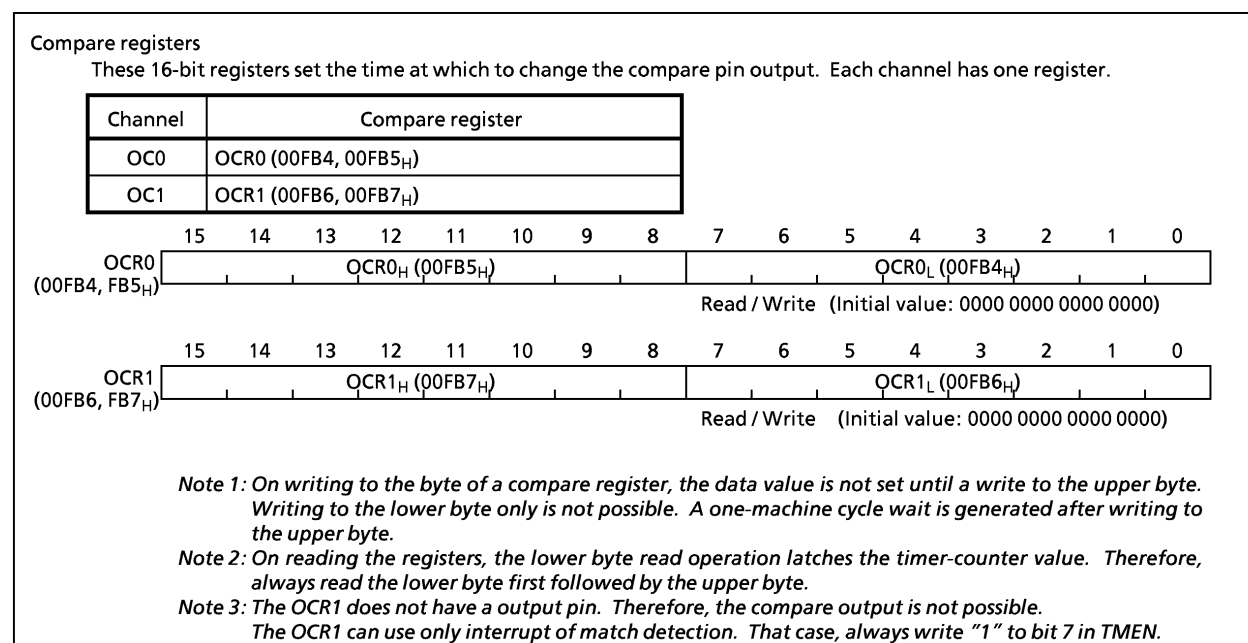 Compare registers
These 16-bit registers set the time at which to change the compare pin output. Each channel has one register.
Channel Compare register
OC0 OCR0 (00FB4, 00FB5H)
OC1 OCR1 (00FB6, 00FB7H)
15 14 13 12 11 10 9 8 7 6 5 4 3 2 1 0
OCR0 OCR0H (00FB5H) OCR0L (00FB4H)
(00FB4, FB5H)
Read / Write (Initial value: 0000 0000 0000 0000)
15 14 13 12 11 10 9 8 7 6 5 4 3 2 1 0
OCR1 OCR1H (00FB7H) OCR1L (00FB6H)
(00FB6, FB7H)
Read / Write (Initial value: 0000 0000 0000 0000)
Note 1: On writing to the byte of a compare register, the data value is not set until a write to the upper byte.
Writing to the lower byte only is not possible. A one-machine cycle wait is generated after writing to
the upper byte.
Note 2: On reading the registers, the lower byte read operation latches the timer-counter value. Therefore,
always read the lower byte first followed by the upper byte.
Note 3: The OCR1 does not have a output pin. Therefore, the compare output is not possible.
The OCR1 can use only interrupt of match detection. That case, always write "1" to bit 7 in TMEN.